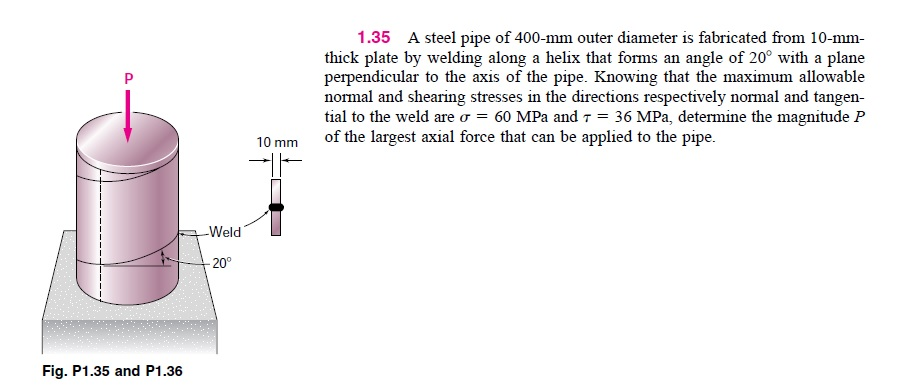 1.35 A steel pipe of 400-mm outer diameter is fabricated from 10-mm-
thick plate by welding along a helix that forms an angle of 20° with a plane
perpendicular to the axis of the pipe. Knowing that the maximum allowable
normal and shearing stresses in the directions respectively normal and tangen-
tial to the weld are σ = 60 MPa and τ = 36 MPa, determine the magnitude P
of the largest axial force that can be applied to the pipe.
P
10 mm
Weld
20°
Fig. P1.35 and P1.36